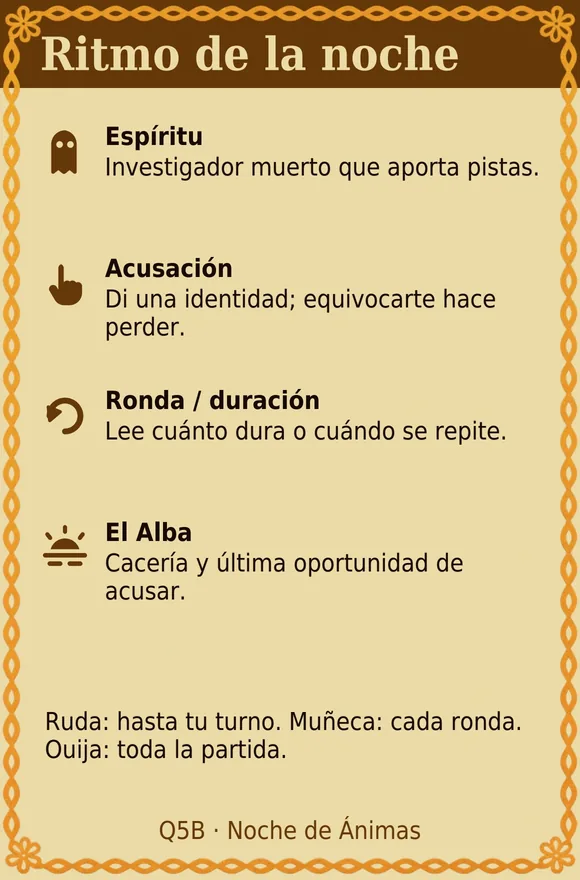 Ritmo de la noche
Espíritu
Investigador muerto que aporta pistas.
Acusación
Di una identidad; equivocarte hace
perder.
Ronda / duración
Lee cuánto dura o cuándo se repite.
El Alba
Cacería y última oportunidad de
acusar.
Ruda: hasta tu turno. Muñeca: cada ronda.
Ouija: toda la partida.
Q5B · Noche de Ánimas